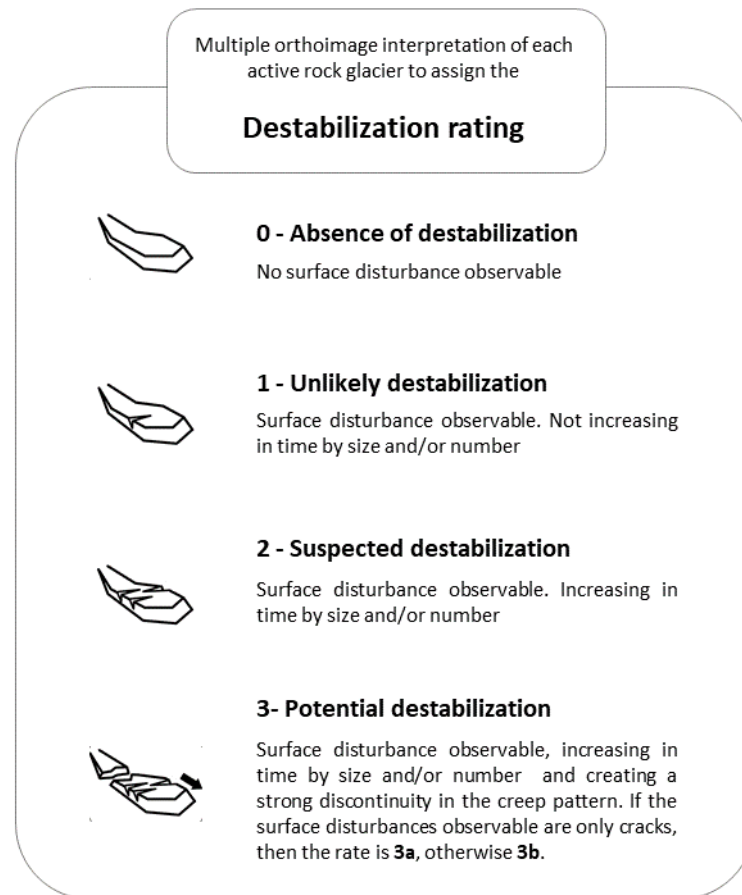 Multiple orthoimage interpretation of each
active rock glacier to assign the
Destabilization rating
0 - Absence of destabilization
No surface disturbance observable
1 - Unlikely destabilization
Surface disturbance observable. Not increasing
in time by size and/or number
2 - Suspected destabilization
Surface disturbance observable. Increasing in
time by size and/or number
3- Potential destabilization
Surface disturbance observable, increasing in
time by size and/or number and creating a
strong discontinuity in the creep pattern. If the
surface disturbances observable are only cracks,
then the rate is 3a, otherwise 3b.